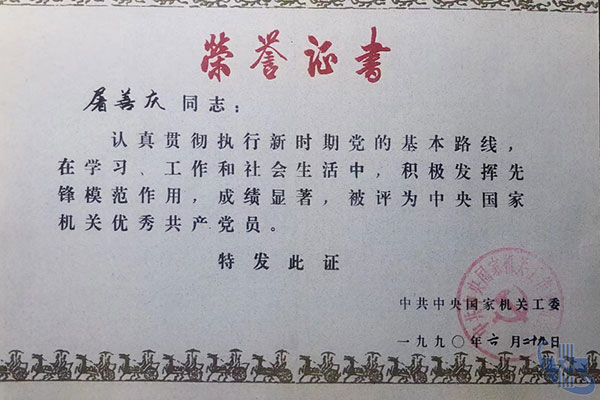 荣誉证书
屠善庆 同志：
认真贯彻执行新时期党的基本路线，
在学习、工作和社会生活中，积极发挥先
锋模范作用，成绩显著，被评为中央国家
机关优秀共产党员。
特发此证
中共中央国家机关工委
一九九〇年六月二十九日